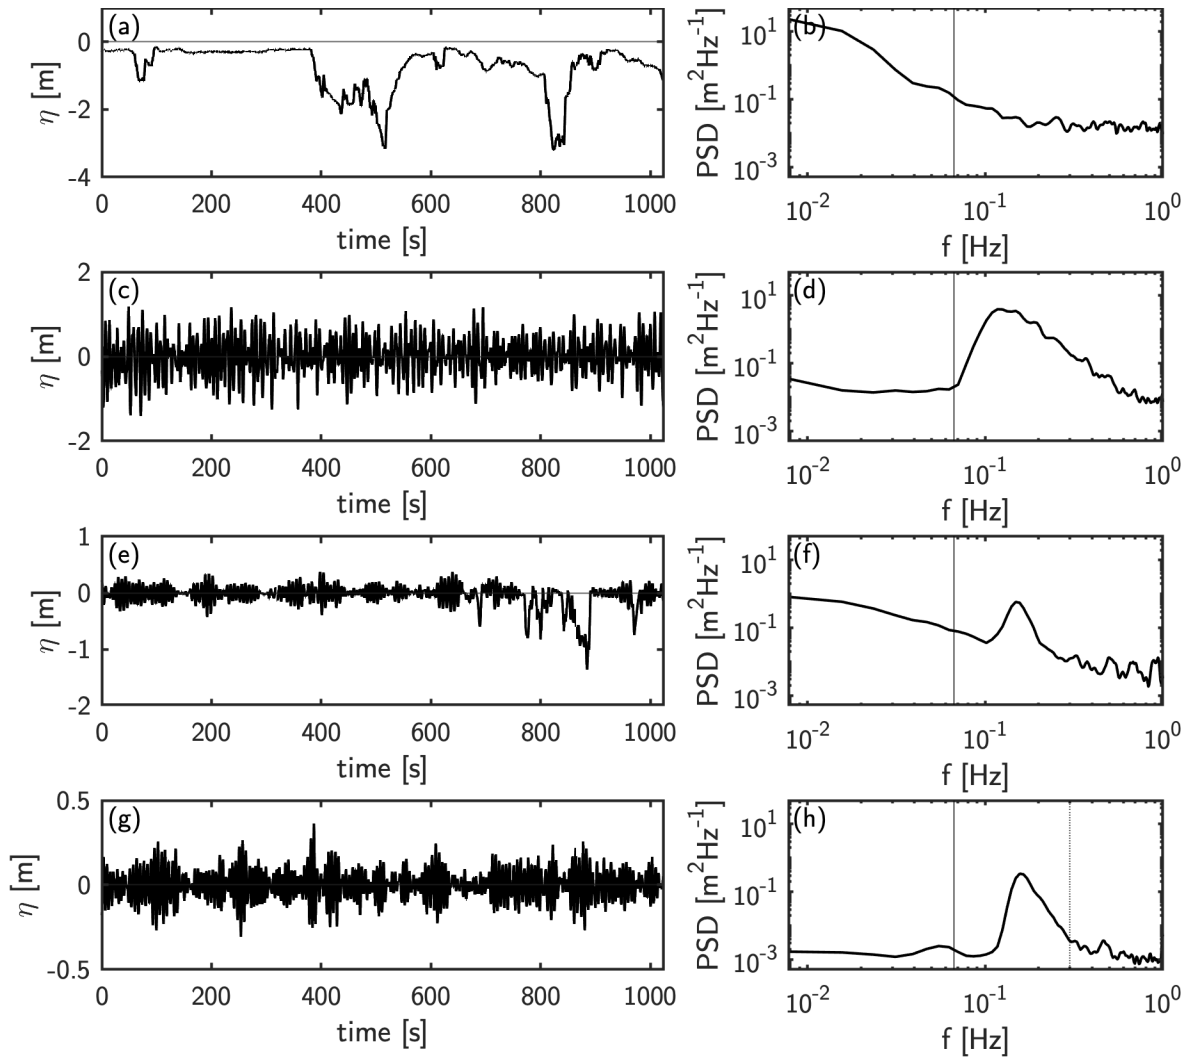 (a)
0
-2
-4
η [m]
0 200 400 600 800 1000
time [s]
(b)
10^1
10^-1
10^-3
PSD [m^2Hz^-1]
10^-2 10^-1 10^0
f [Hz]
(c)
2
0
-2
η [m]
0 200 400 600 800 1000
time [s]
(d)
10^1
10^-1
10^-3
PSD [m^2Hz^-1]
10^-2 10^-1 10^0
f [Hz]
(e)
1
0
-1
-2
η [m]
0 200 400 600 800 1000
time [s]
(f)
10^1
10^-1
10^-3
PSD [m^2Hz^-1]
10^-2 10^-1 10^0
f [Hz]
(g)
0.5
0
-0.5
η [m]
0 200 400 600 800 1000
time [s]
(h)
10^1
10^-1
10^-3
PSD [m^2Hz^-1]
10^-2 10^-1 10^0
f [Hz]